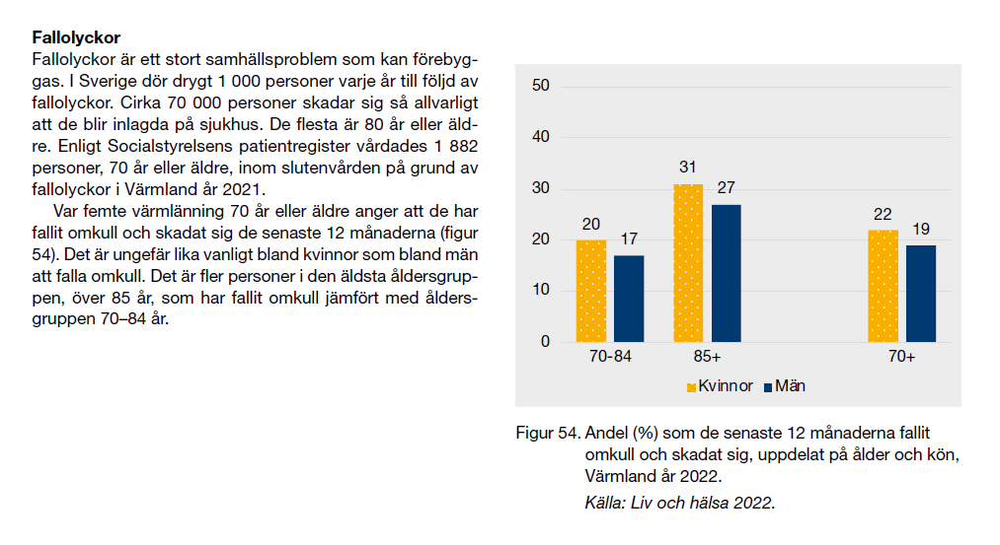 Fallolyckor
Fallolyckor är ett stort samhällsproblem som kan förebyg-
gas. I Sverige dör drygt 1 000 personer varje år till följd av
fallolyckor. Cirka 70 000 personer skadar sig så allvarligt
att de blir inlagda på sjukhus. De flesta är 80 år eller äld-
re. Enligt Socialstyrelsens patientregister vårdades 1 882
personer, 70 år eller äldre, inom slutenvården på grund av
fallolyckor i Värmland år 2021.
Var femte värmlänning 70 år eller äldre anger att de har
fallit omkull och skadat sig de senaste 12 månaderna (figur
54). Det är ungefär lika vanligt bland kvinnor som bland män
att falla omkull. Det är fler personer i den äldsta åldersgrup-
pen, över 85 år, som har fallit omkull jämfört med ålders-
gruppen 70–84 år.
50
40
30
20
10
0
20
17
31
27
22
19
70-84
85+
70+
Kvinnor Män
Figur 54. Andel (%) som de senaste 12 månaderna fallit
omkull och skadat sig, uppdelat på ålder och kön,
Värmland år 2022.
Källa: Liv och hälsa 2022.